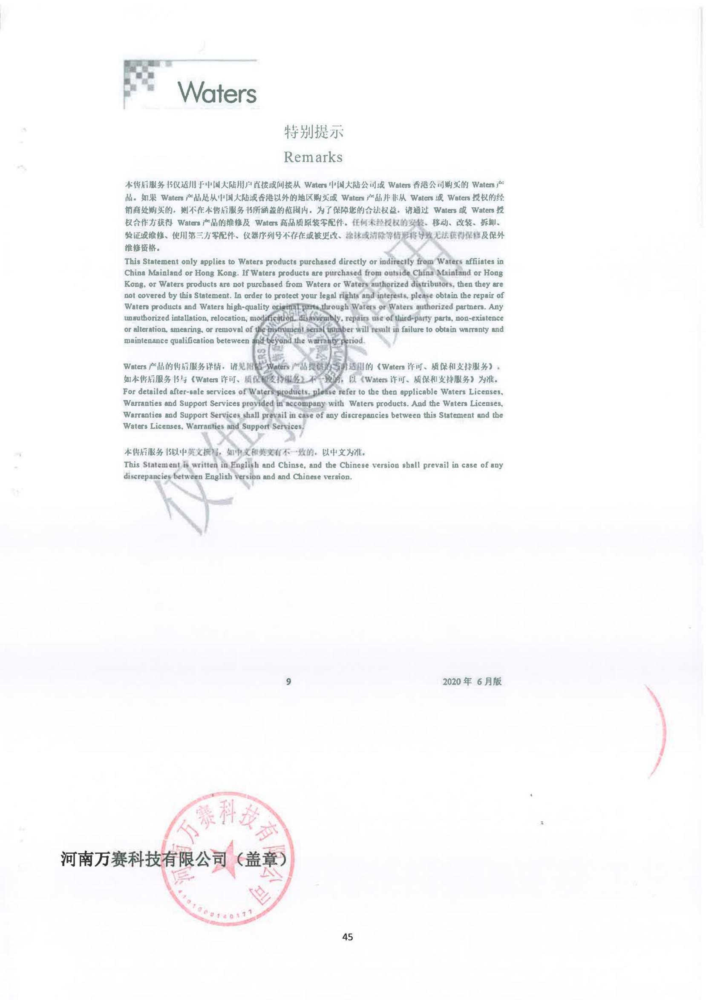 Waters
特别提示
Remarks
本售后服务书仅适用于中国大陆用户直接或间接从 Waters 中国大陆公司或 Waters 香港公司购买的 Waters 产
品。如果 Waters 产品是从中国大陆或香港以外的地区购买或 Waters 产品并非从 Waters 或 Waters 授权的经
销商处购买的，则不在本售后服务书所涵盖的范围内。为了保障您的合法权益，请通过 Waters 或 Waters 授
权合作方获得 Waters 产品的维修及 Waters 高品质原装零配件。任何未经授权的安装、移动、改装、拆卸、
验证或维修、使用第三方零配件、仪器序列号不存在或被更改、涂抹或清除等情形将导致无法获得保修及保外
维修资格。
This Statement only applies to Waters products purchased directly or indirectly from Waters affiiates in
China Mainland or Hong Kong. If Waters products are purchased from outside China Mainland or Hong
Kong, or Waters products are not purchased from Waters or Waters authorized distributors, then they are
not covered by this Statement. In order to protect your legal rights and interests, please obtain the repair of
Waters products and Waters high-quality original parts through Waters or Waters authorized partners. Any
unauthorized intallation, relocation, modification, disassembly, repairs use of third-party parts, non-existence
or alteration, smearing, or removal of the instrument serial number will result in failure to obtain warranty and
maintenance qualification beteween and beyond the warranty period.
Waters 产品的售后服务详情，请见附随 Waters 产品提供的当时适用的《Waters 许可、质保和支持服务》，
如本售后服务书与《Waters 许可、质保和支持服务》不一致的，以《Waters 许可、质保和支持服务》为准。
For detailed after-sale services of Waters products, please refer to the then applicable Waters Licenses,
Warranties and Support Services provided in accompany with Waters products. And the Waters Licenses,
Warranties and Support Services shall prevail in case of any discrepancies between this Statement and the
Waters Licenses, Warranties and Support Services.
本售后服务书以中英文撰写，如中文和英文有不一致的，以中文为准。
This Statement is written in English and Chinse, and the Chinese version shall prevail in case of any
discrepancies between English version and and Chinese version.
9
2020 年 6 月版
河南万赛科技有限公司
河南万赛科技有限公司（盖章）
4101000140177
45